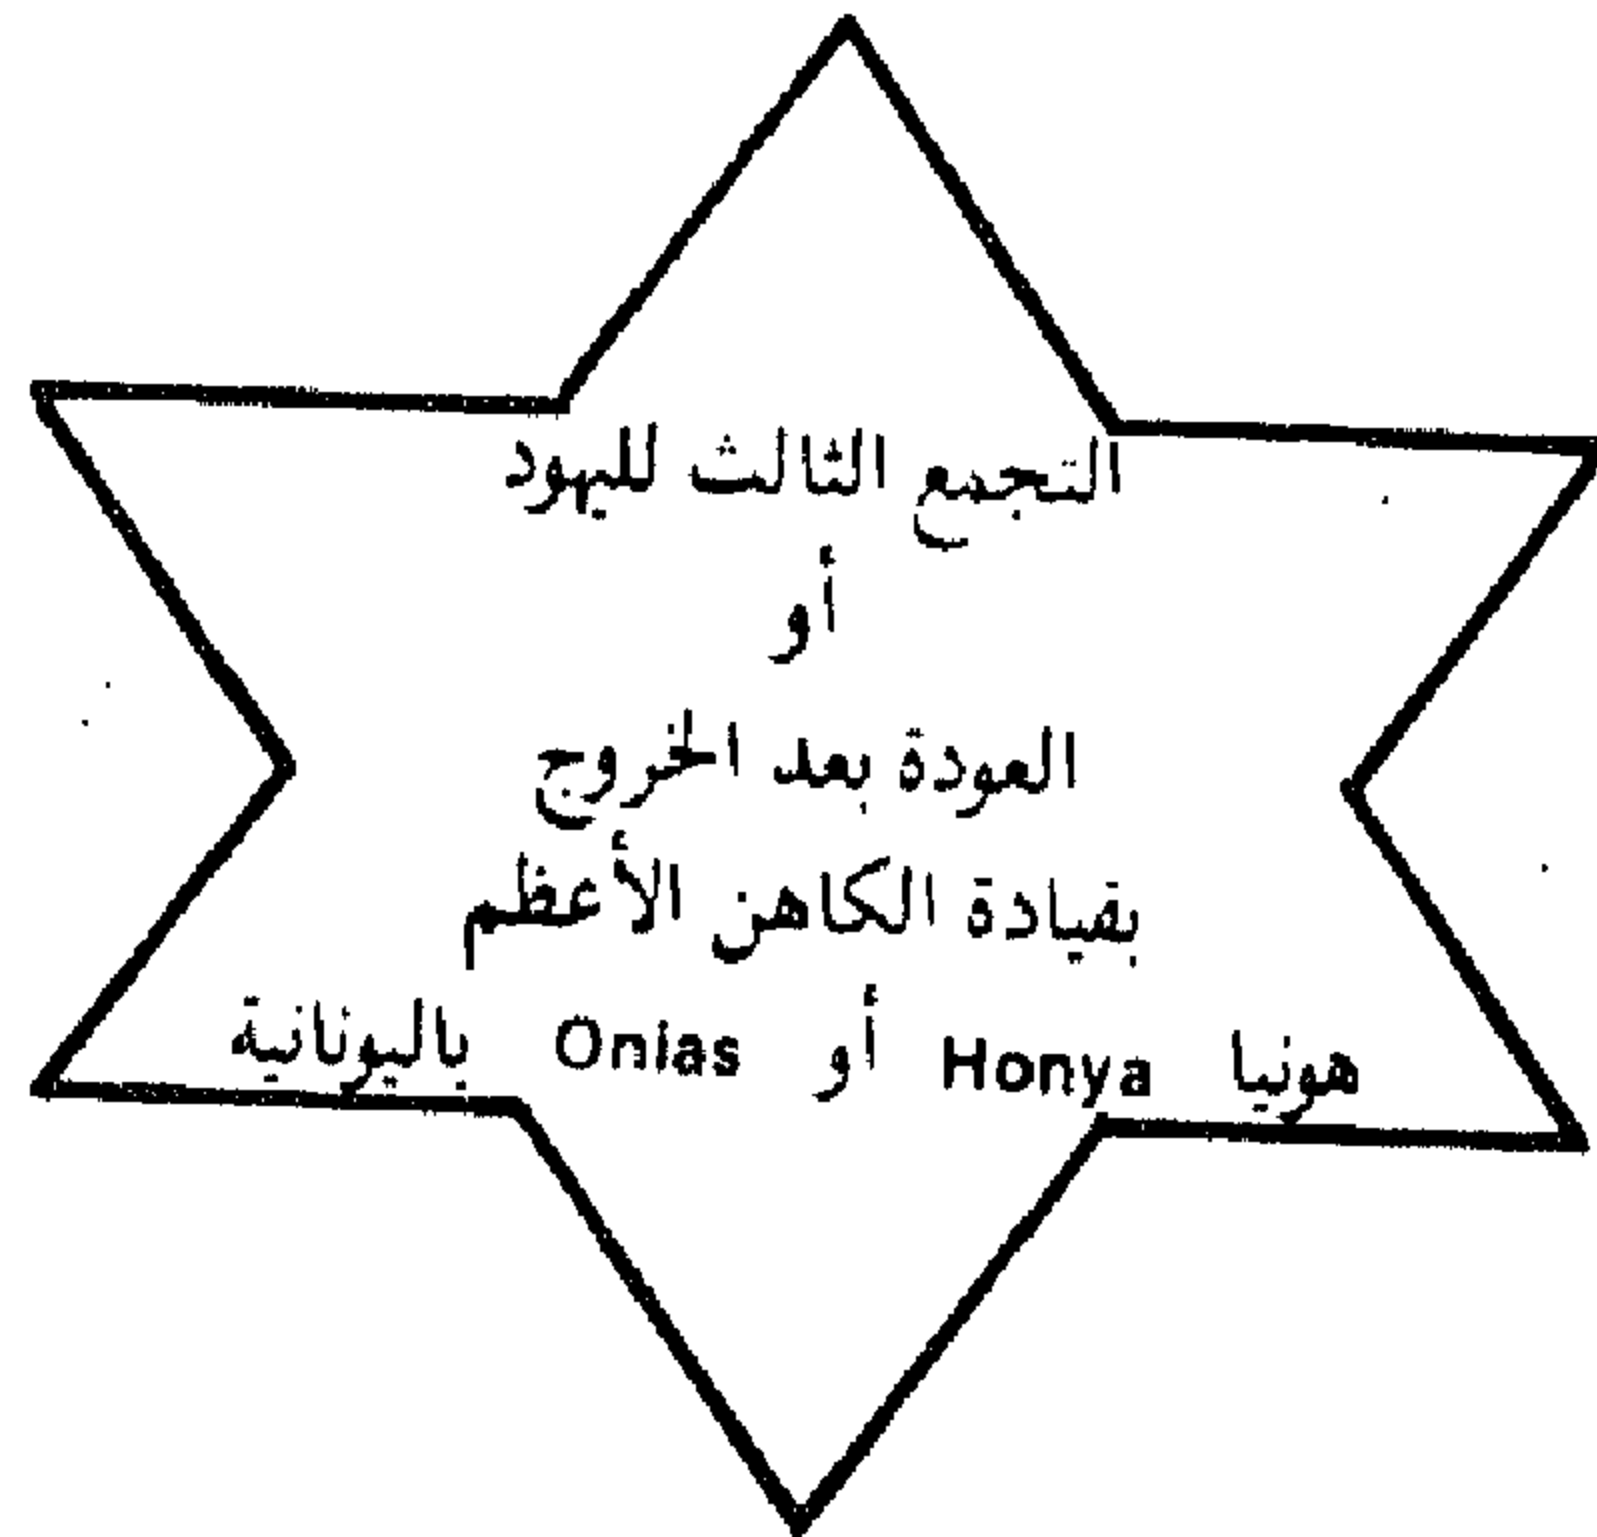 التجمع الثالث لليهود
أو
العودة بعد الخروج
بقيادة الكاهن الأعظم
هونيا Honya أو Onias باليونانية